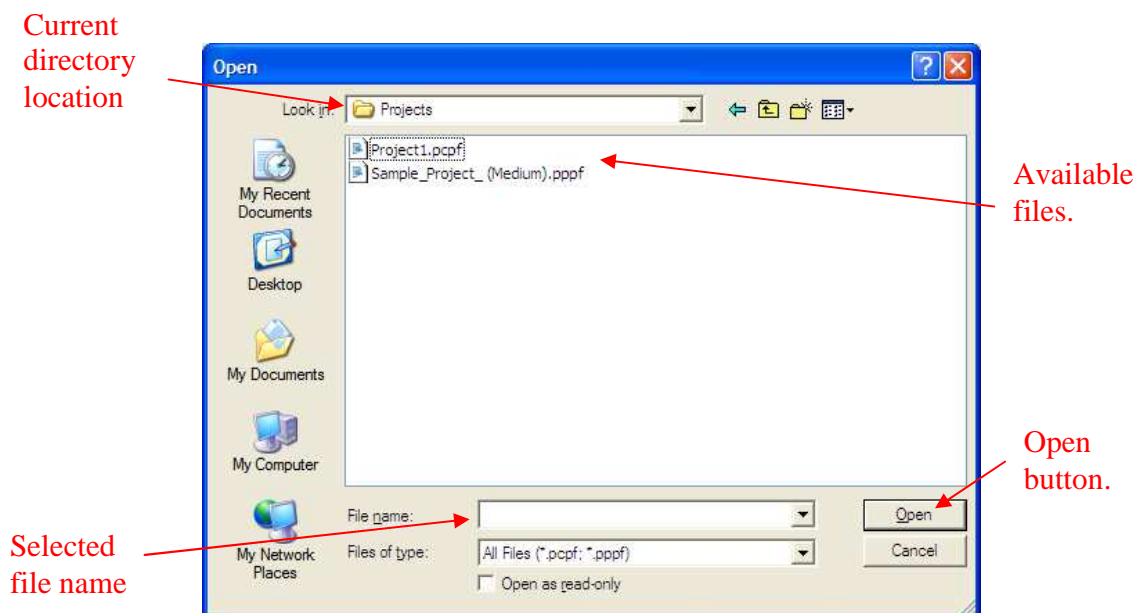 Current
directory
location
Open
Look in:
Projects
Project1.pcpf
Sample_Project_ (Medium).pppf
Available
files.
My Recent
Documents
Desktop
My Documents
My Computer
My Network
Places
File name:
Open
Files of type:
All Files (*.pcpf; *.pppf)
Cancel
Open as read-only
Open
button.
Selected
file name